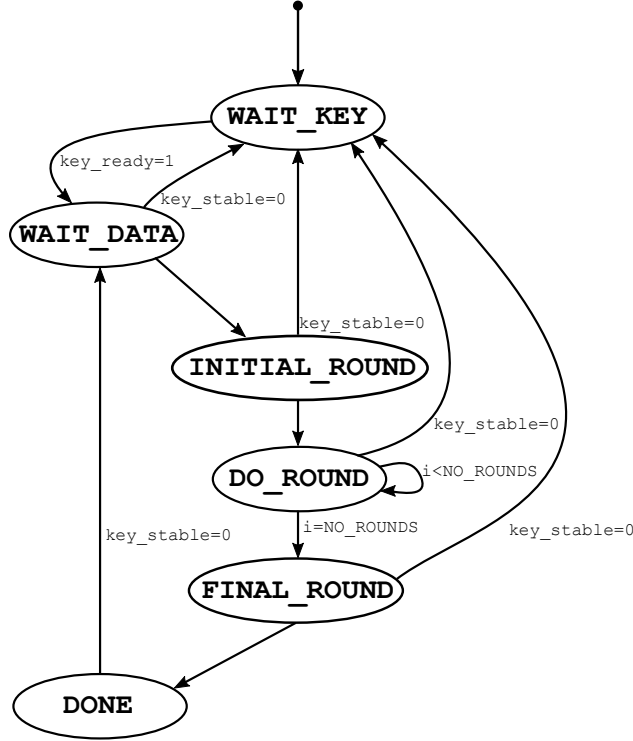 WAIT_KEY
key_ready=1
key_stable=0
WAIT_DATA
key_stable=0
INITIAL_ROUND
key_stable=0
DO_ROUND
i<NO_ROUNDS
i=NO_ROUNDS
key_stable=0
key_stable=0
FINAL_ROUND
DONE